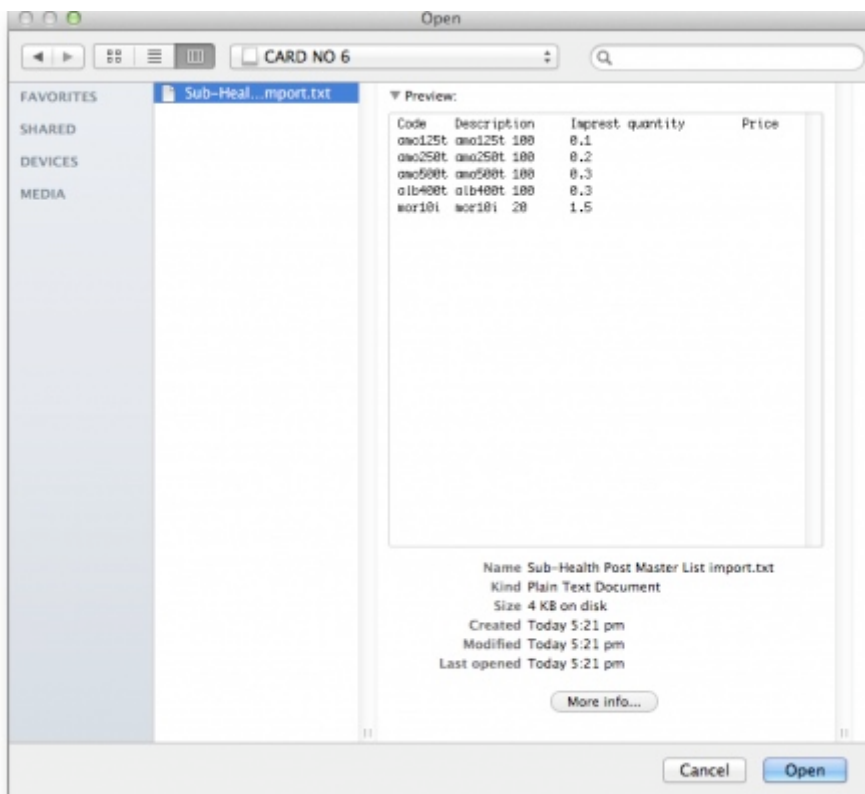 Open
CARD NO 6
FAVORITES
SHARED
DEVICES
MEDIA
Sub-Heal...mport.txt
Preview:
Code Description Imprest quantity Price
amo125t amo125t 100 0.1
amo250t amo250t 100 0.2
amo500t amo500t 100 0.3
alb400t alb400t 100 0.3
mor10i mor10i 20 1.5
Name Sub-Health Post Master List import.txt
Kind Plain Text Document
Size 4 KB on disk
Created Today 5:21 pm
Modified Today 5:21 pm
Last opened Today 5:21 pm
More info...
Cancel Open